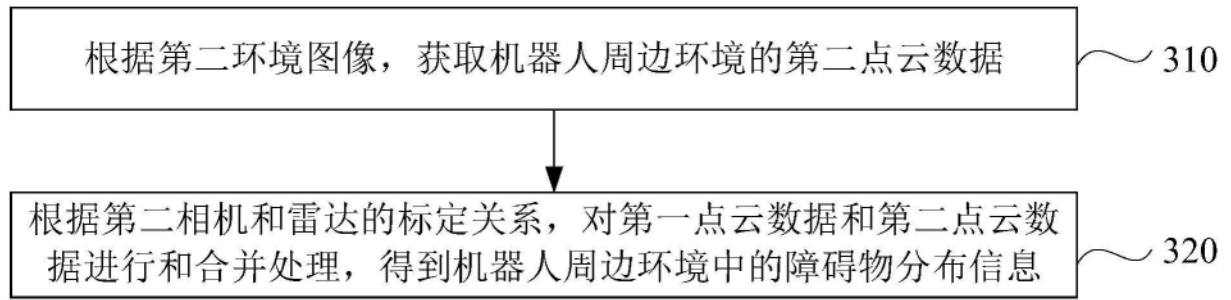 根据第二环境图像，获取机器人周边环境的第二点云数据
310
根据第二相机和雷达的标定关系，对第一点云数据和第二点云数
据进行和合并处理，得到机器人周边环境中的障碍物分布信息
320